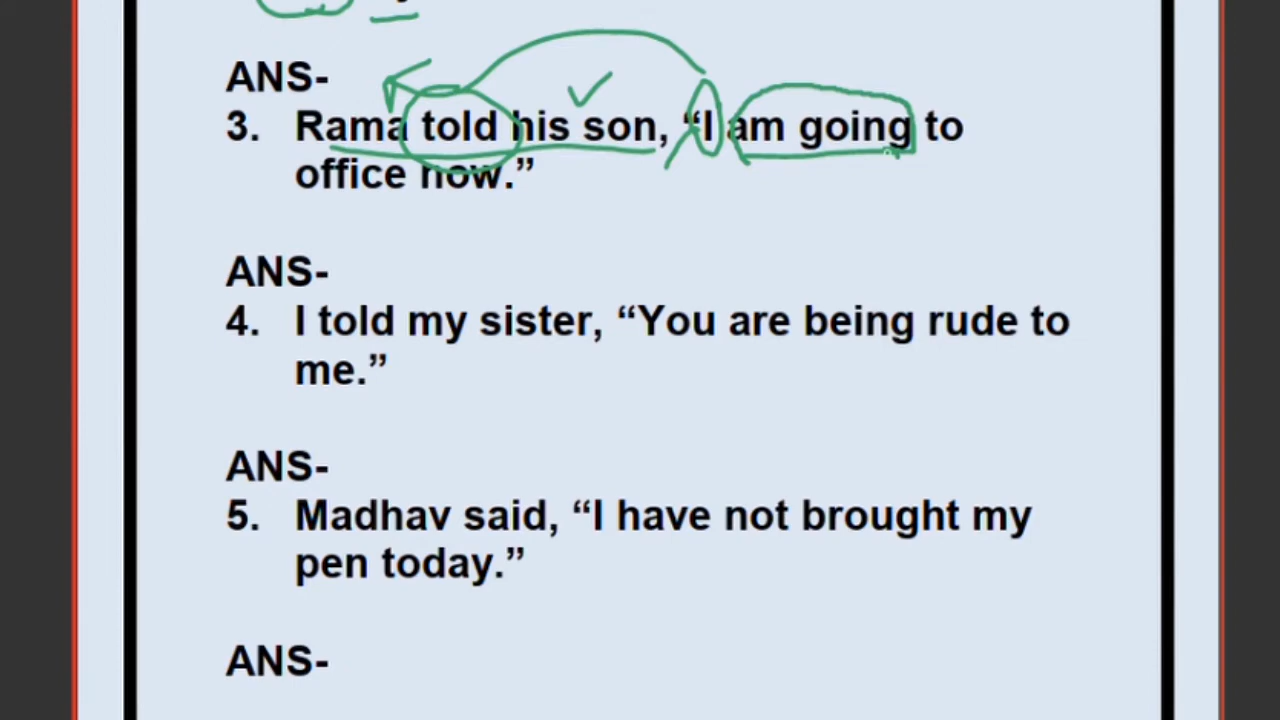 ANS-
3. Rama told his son, “I am going to
office now.”
ANS-
4. I told my sister, “You are being rude to
me.”
ANS-
5. Madhav said, “I have not brought my
pen today.”
ANS-